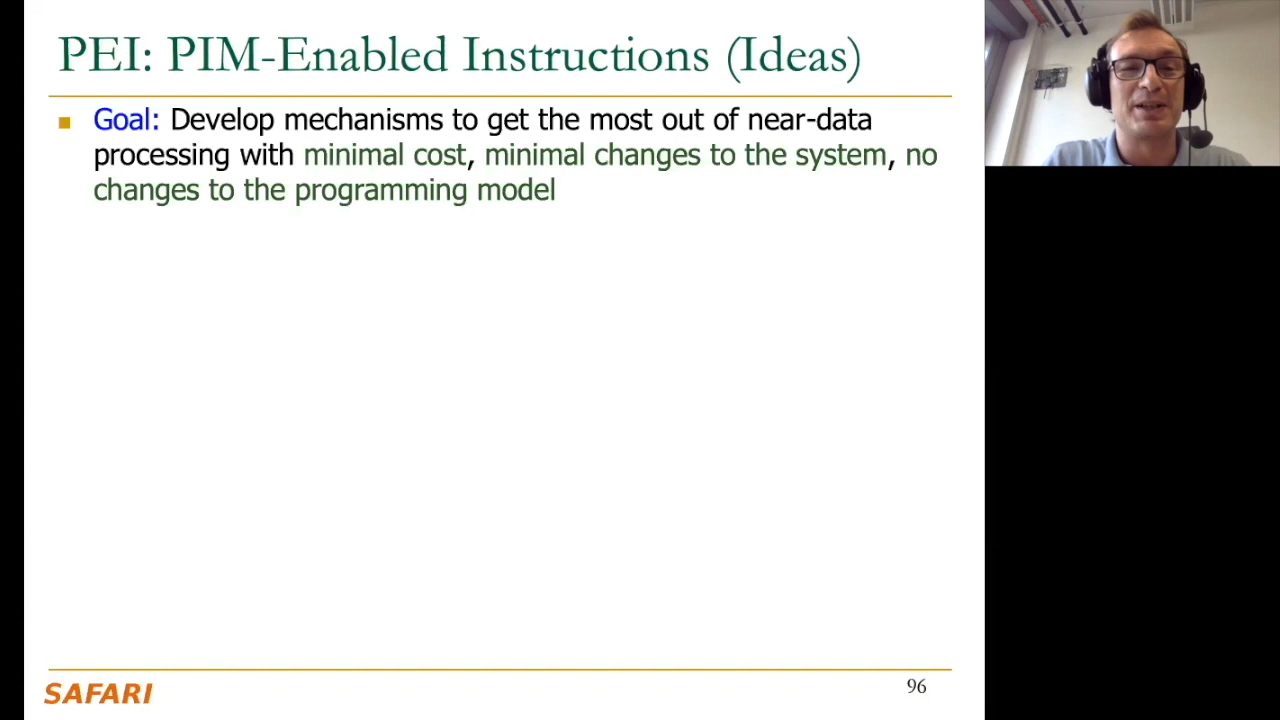 PEI: PIM-Enabled Instructions (Ideas)
Goal: Develop mechanisms to get the most out of near-data
processing with minimal cost, minimal changes to the system, no
changes to the programming model
SAFARI
96